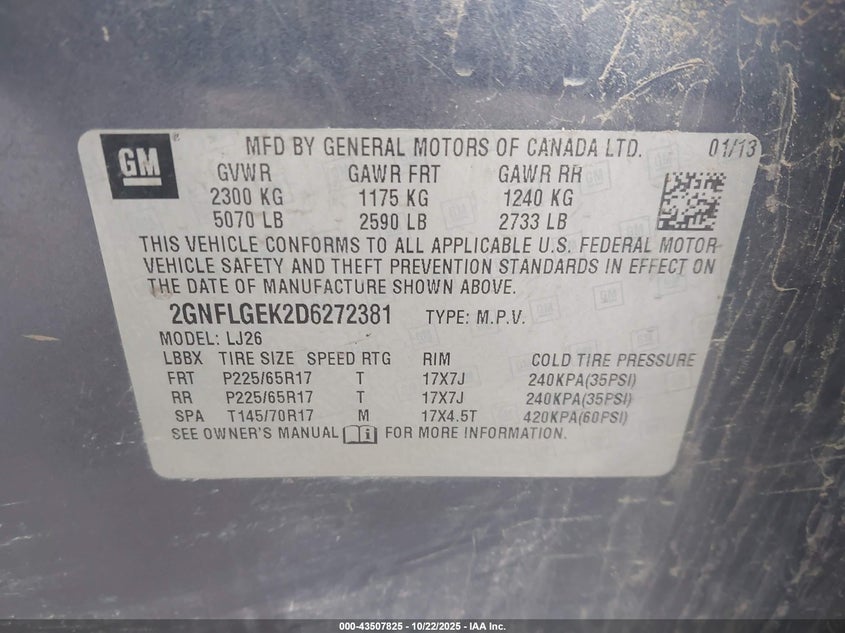 GM
MFD BY GENERAL MOTORS OF CANADA LTD. 01/13
GVWR GAWR FRT GAWR RR
2300 KG 1175 KG 1240 KG
5070 LB 2590 LB 2733 LB
THIS VEHICLE CONFORMS TO ALL APPLICABLE U.S. FEDERAL MOTOR
VEHICLE SAFETY AND THEFT PREVENTION STANDARDS IN EFFECT ON
THE DATE OF MANUFACTURE SHOWN ABOVE.
2GNFLGEK2D6272381 TYPE: M.P.V.
MODEL: LJ26
LBBX TIRE SIZE SPEED RTG RIM COLD TIRE PRESSURE
FRT P225/65R17 T 17X7J 240KPA(35PSI)
RR P225/65R17 T 17X7J 240KPA(35PSI)
SPA T145/70R17 M 17X4.5T 420KPA(60PSI)
SEE OWNER'S MANUAL FOR MORE INFORMATION.
000-43507825 | 10/22/2025 | IAA Inc.